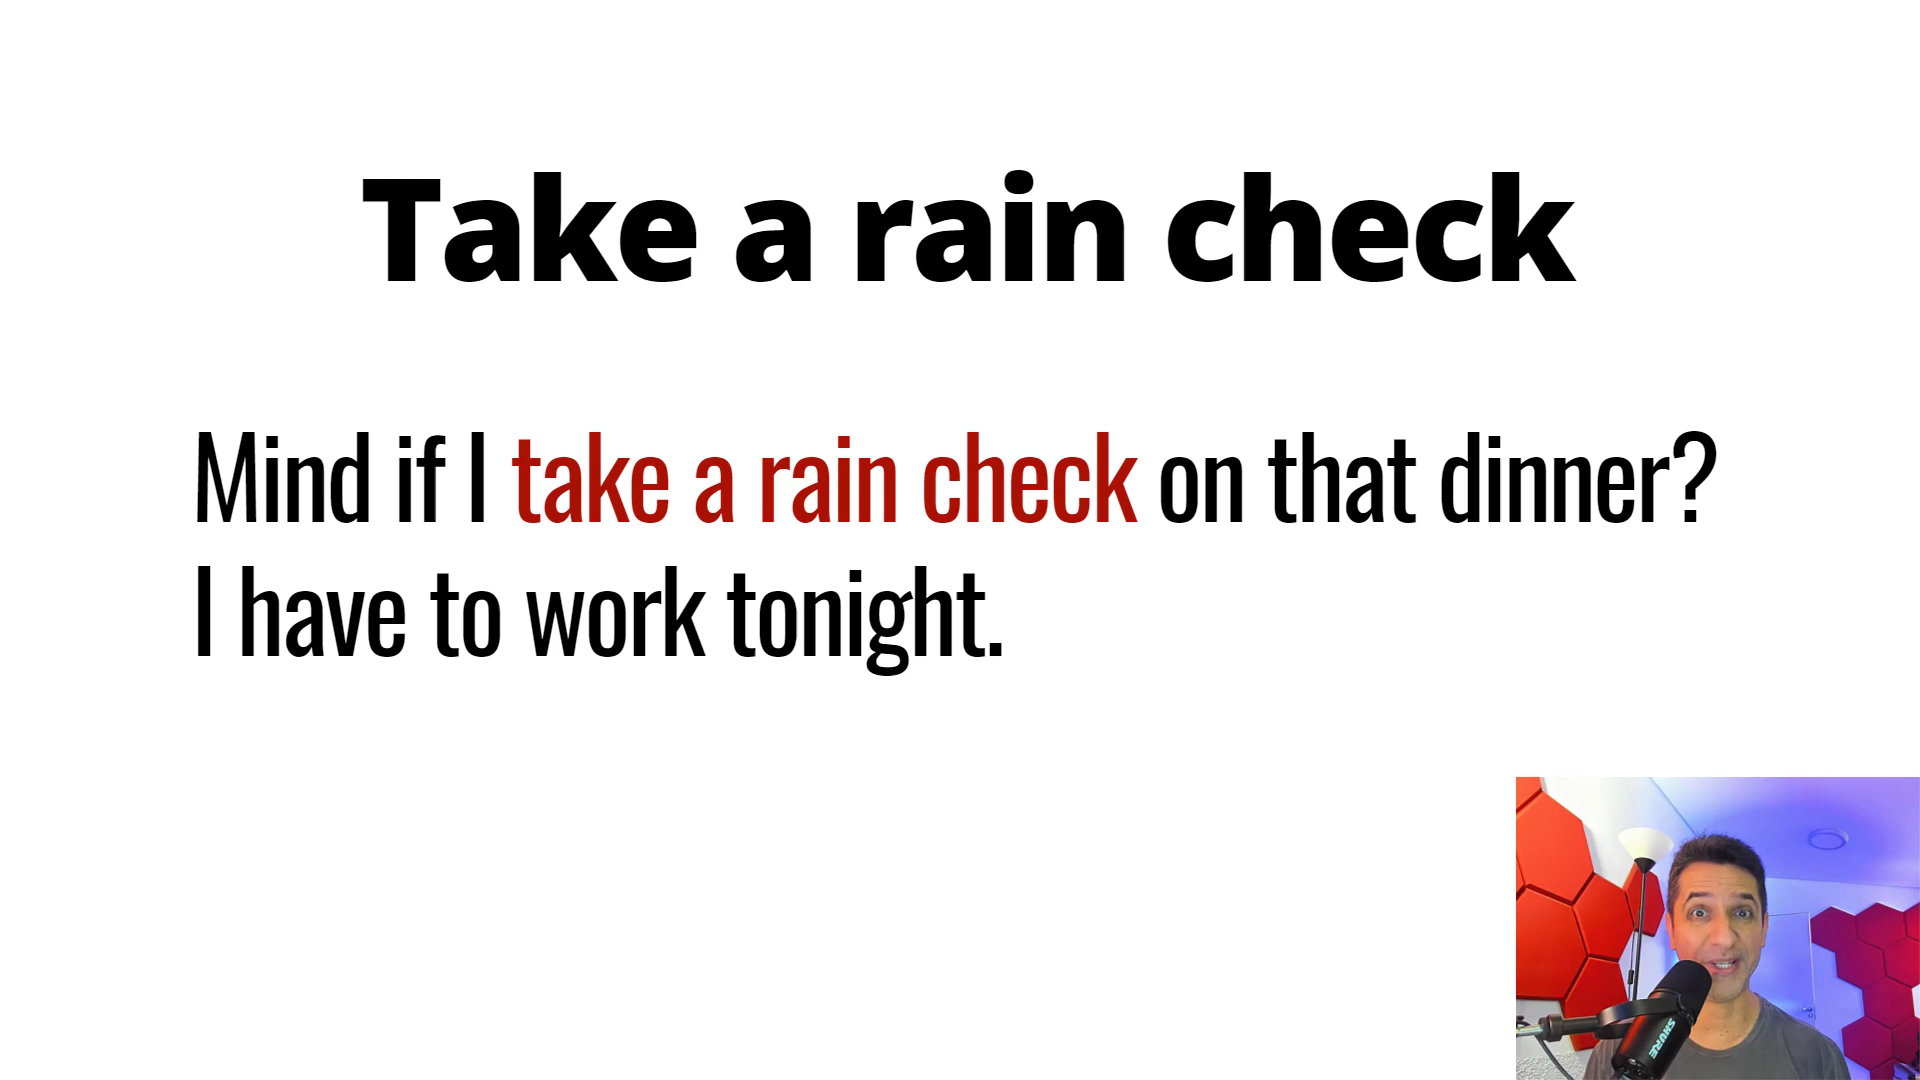 Take a rain check
Mind if I take a rain check on that dinner?
I have to work tonight.
SHURE